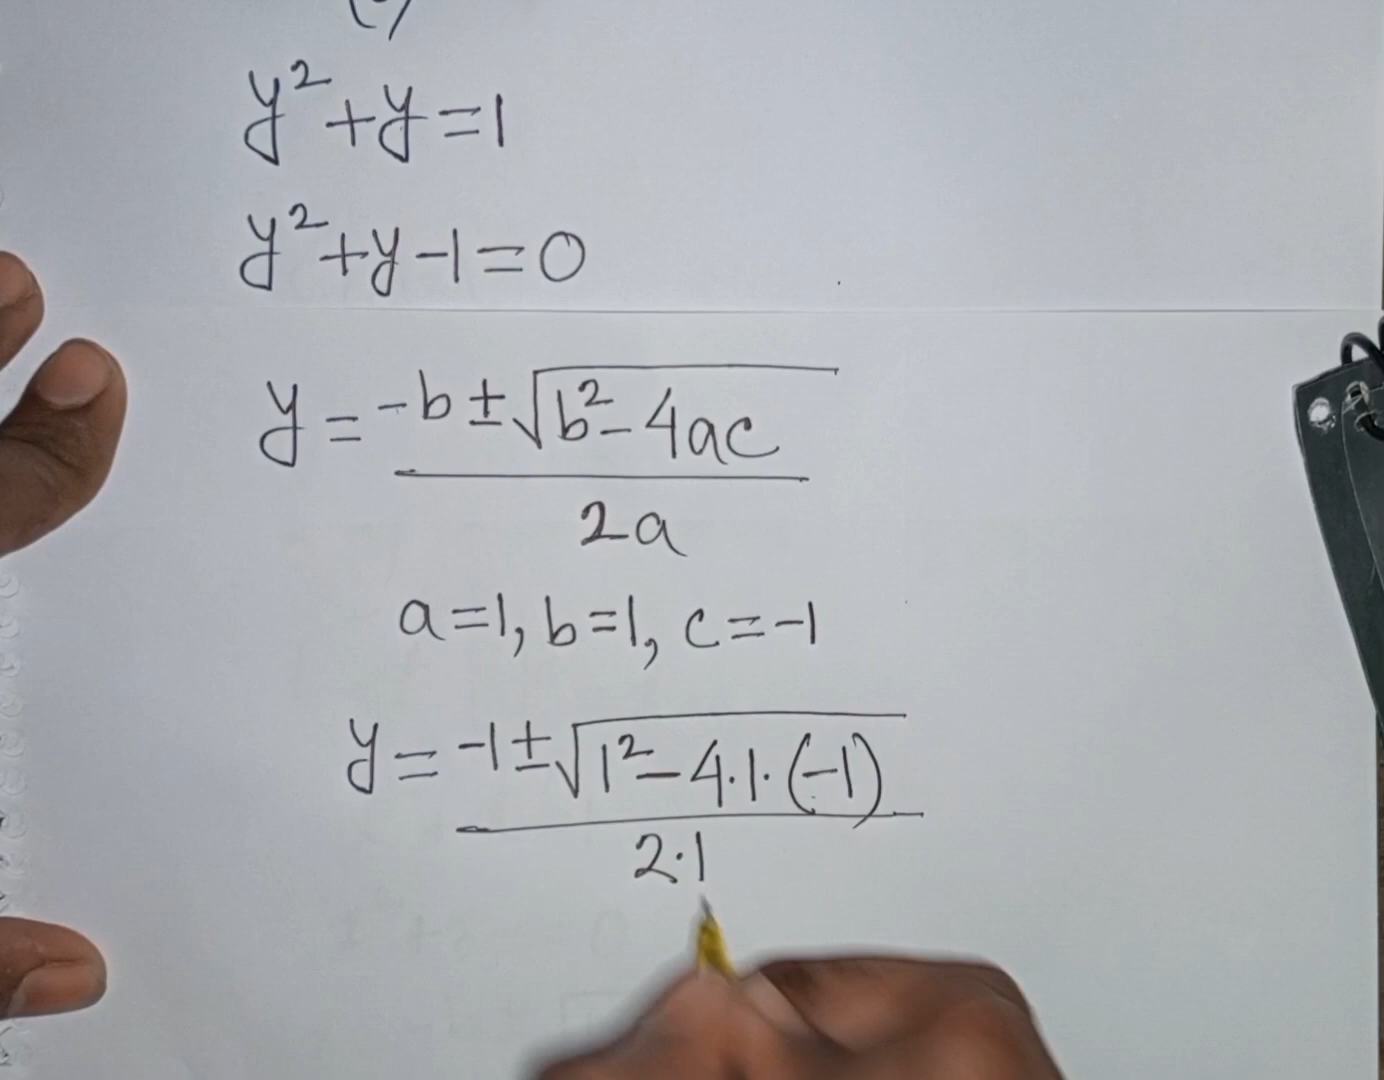 y²+y=1
y²+y-1=0
y=-b±√b²-4ac
2a
a=1, b=1, c=-1
y=-1±√1²-4·1·(-1)
2·1